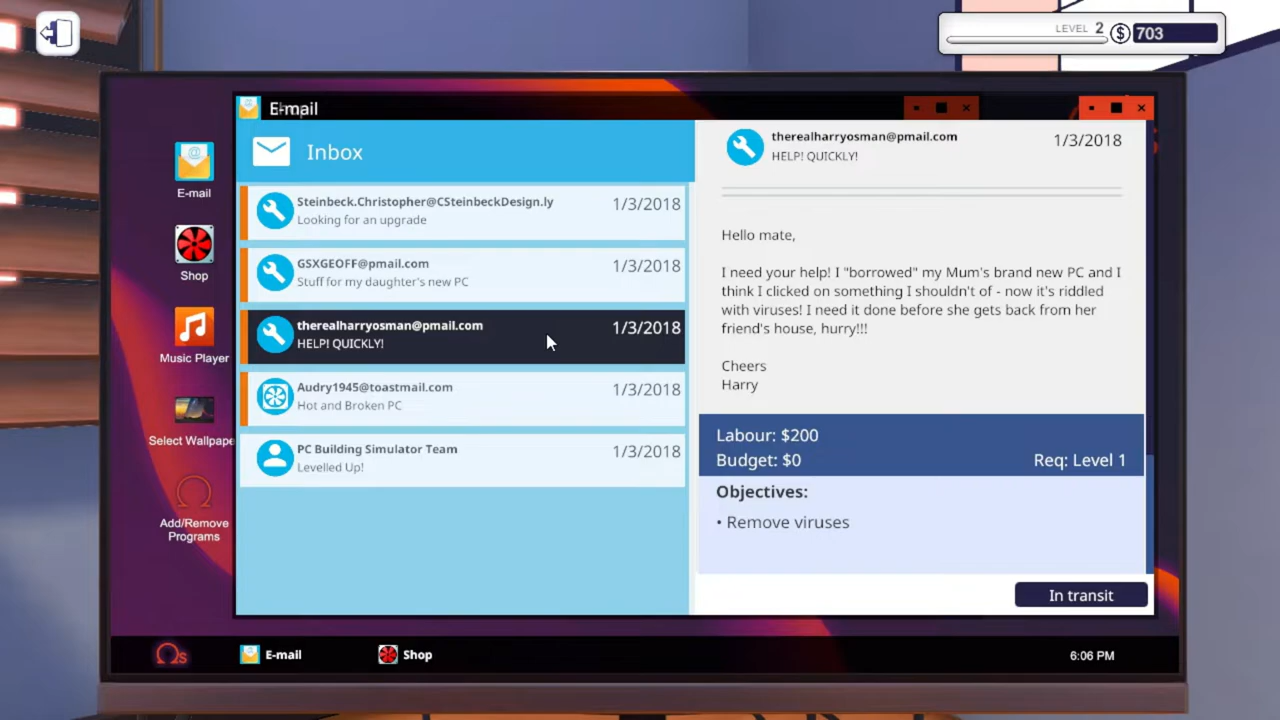 LEVEL 2
$ 703
E-mail
Inbox
Steinbeck.Christopher@CSteinbeckDesign.ly
1/3/2018
Looking for an upgrade
GSXGEOFF@pmail.com
1/3/2018
Stuff for my daughter's new PC
therealharryosman@pmail.com
1/3/2018
HELP! QUICKLY!
Audry1945@toastmail.com
1/3/2018
Hot and Broken PC
PC Building Simulator Team
1/3/2018
Levelled Up!
therealharryosman@pmail.com
1/3/2018
HELP! QUICKLY!
Hello mate,
I need your help! I "borrowed" my Mum's brand new PC and I
think I clicked on something I shouldn't of - now it's riddled
with viruses! I need it done before she gets back from her
friend's house, hurry!!!
Cheers
Harry
Labour: $200
Budget: $0
Req: Level 1
Objectives:
• Remove viruses
In transit
E-mail
Shop
Music Player
Select Wallpape
Add/Remove
Programs
Ωs
E-mail
Shop
6:06 PM